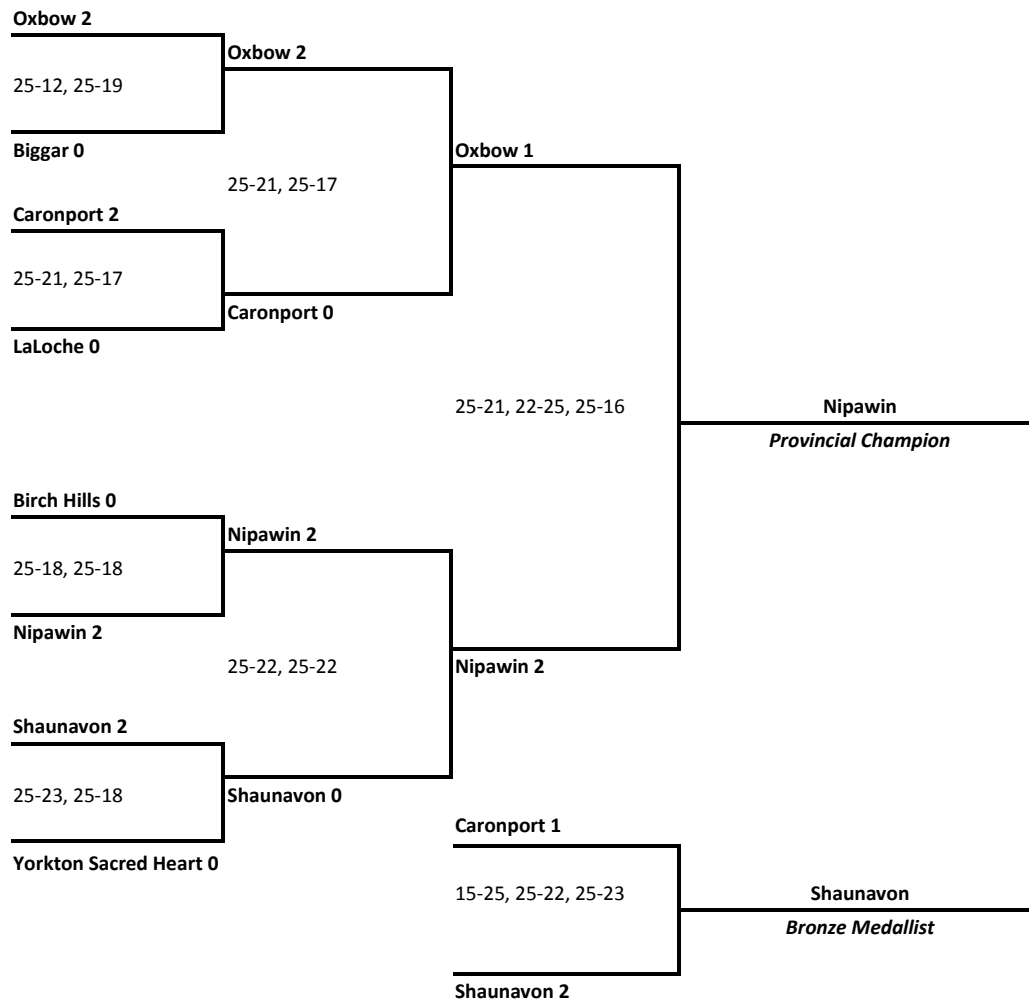 Oxbow 2
Oxbow 2
25-12, 25-19
Biggar 0
Oxbow 1
25-21, 25-17
Caronport 2
25-21, 25-17
Caronport 0
LaLoche 0
25-21, 22-25, 25-16
Nipawin
Provincial Champion
Birch Hills 0
Nipawin 2
25-18, 25-18
Nipawin 2
25-22, 25-22
Nipawin 2
Shaunavon 2
25-23, 25-18
Shaunavon 0
Yorkton Sacred Heart 0
Caronport 1
15-25, 25-22, 25-23
Shaunavon
Bronze Medallist
Shaunavon 2